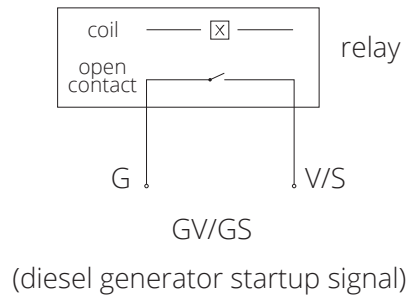 coil
X
relay
open
contact
G
V/S
GV/GS
(diesel generator startup signal)